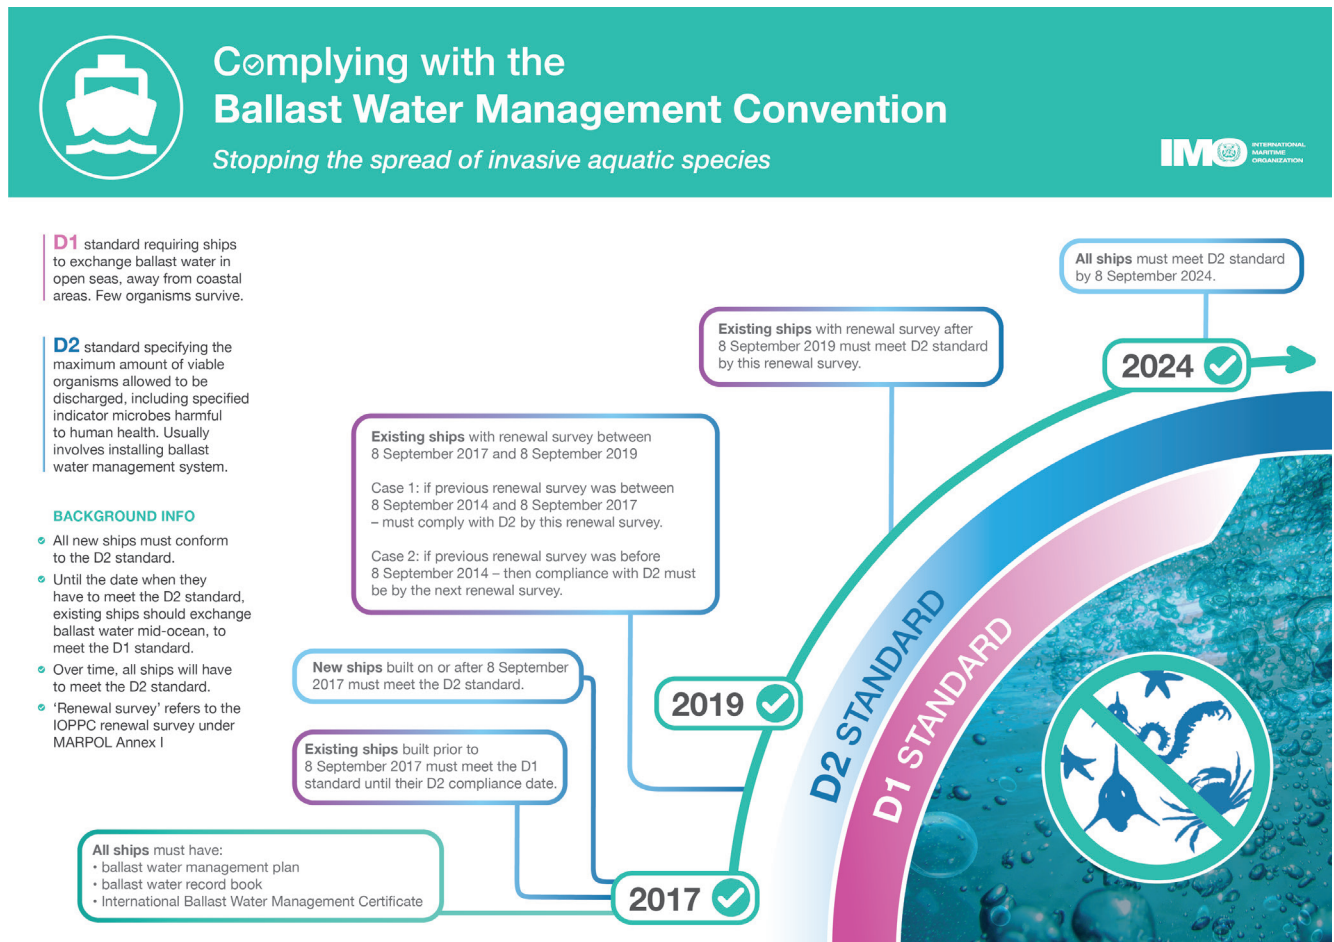 Complying with the
Ballast Water Management Convention
Stopping the spread of invasive aquatic species
IMO
INTERNATIONAL
MARITIME
ORGANIZATION
D1 standard requiring ships
to exchange ballast water in
open seas, away from coastal
areas. Few organisms survive.
D2 standard specifying the
maximum amount of viable
organisms allowed to be
discharged, including specified
indicator microbes harmful
to human health. Usually
involves installing ballast
water management system.
BACKGROUND INFO
All new ships must conform
to the D2 standard.
Until the date when they
have to meet the D2 standard,
existing ships should exchange
ballast water mid-ocean, to
meet the D1 standard.
Over time, all ships will have
to meet the D2 standard.
‘Renewal survey’ refers to the
IOPPC renewal survey under
MARPOL Annex I
All ships must meet D2 standard
by 8 September 2024.
2024
Existing ships with renewal survey after
8 September 2019 must meet D2 standard
by this renewal survey.
Existing ships with renewal survey between
8 September 2017 and 8 September 2019
Case 1: if previous renewal survey was between
8 September 2014 and 8 September 2017
– must comply with D2 by this renewal survey.
Case 2: if previous renewal survey was before
8 September 2014 – then compliance with D2 must
be by the next renewal survey.
2019
New ships built on or after 8 September
2017 must meet the D2 standard.
Existing ships built prior to
8 September 2017 must meet the D1
standard until their D2 compliance date.
All ships must have:
• ballast water management plan
• ballast water record book
• International Ballast Water Management Certificate
2017
D2 STANDARD
D1 STANDARD